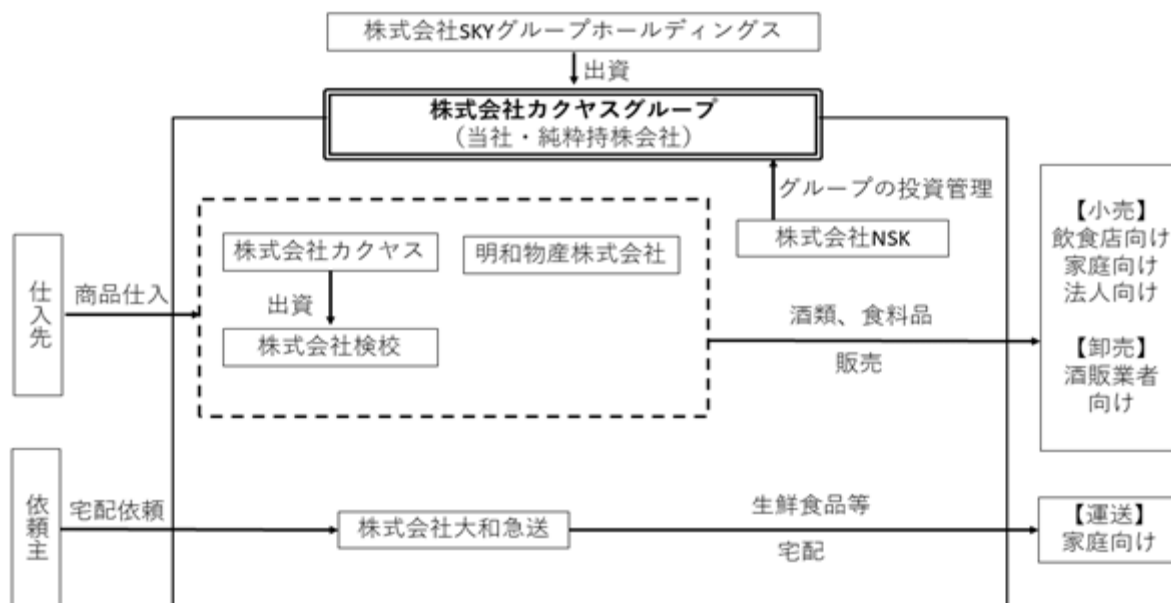 株式会社SKYグループホールディングス
出資
株式会社カクヤスグループ
（当社・純粋持株会社）
グループの投資管理
株式会社NSK
株式会社カクヤス
明和物産株式会社
出資
株式会社検校
仕入先
商品仕入
酒類、食料品
販売
【小売】
飲食店向け
家庭向け
法人向け
【卸売】
酒販業者
向け
依頼主
宅配依頼
株式会社大和急送
生鮮食品等
宅配
【運送】
家庭向け